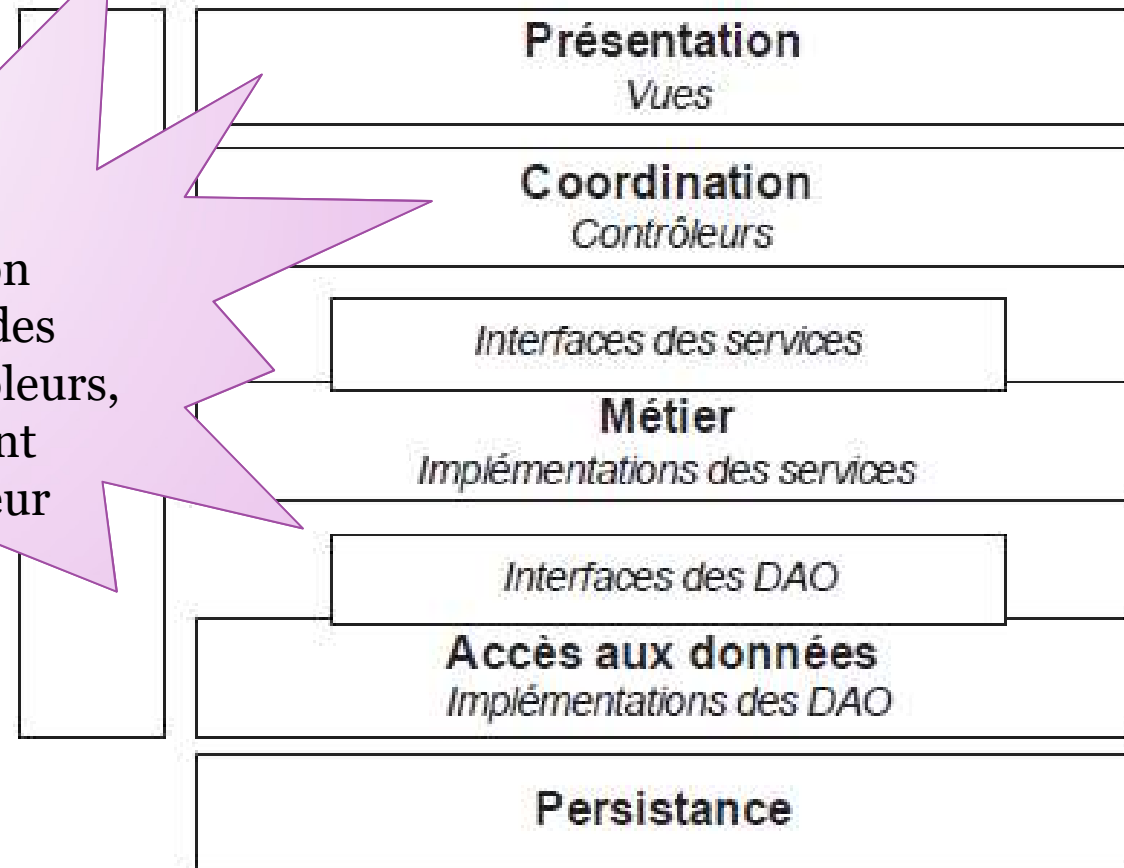 Présentation
Vues
Coordination
Contrôleurs
des
Interfaces des services
Métier
Implémentations des services
Interfaces des DAO
Accès aux données
Implémentations des DAO
Persistance